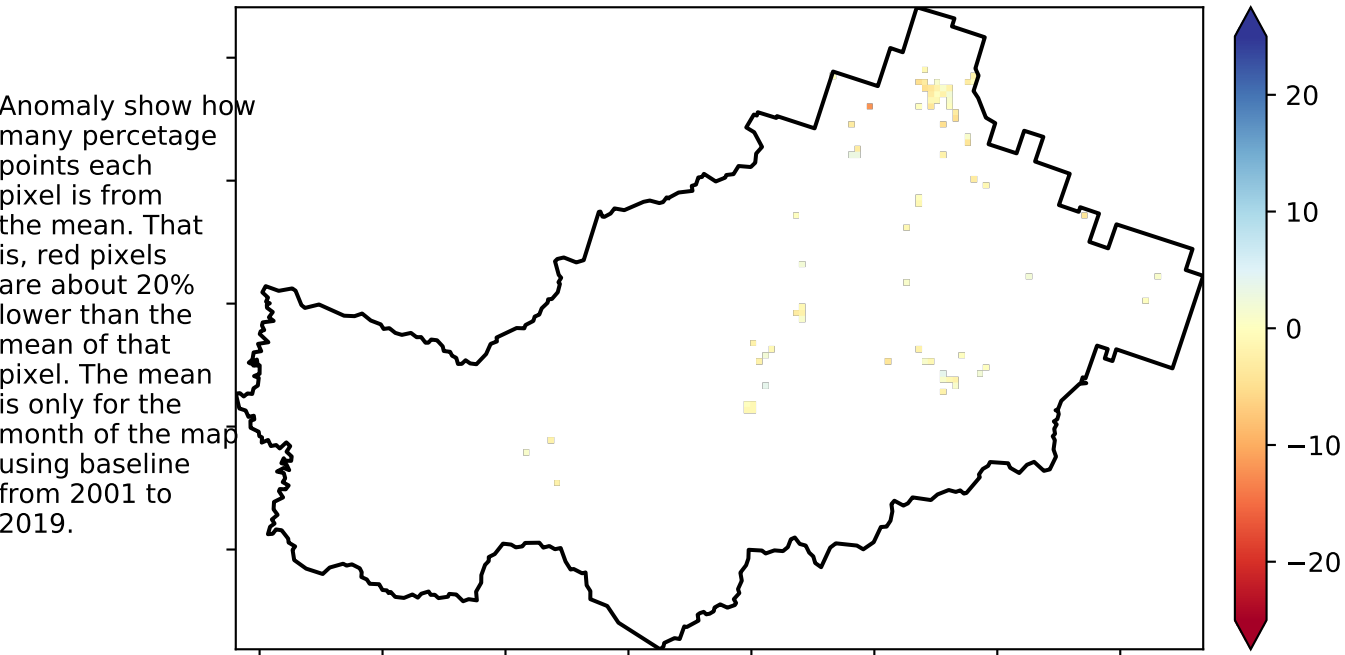 Anomaly show how
many percetage
points each
pixel is from
the mean. That
is, red pixels
are about 20%
lower than the
mean of that
pixel. The mean
is only for the
month of the map
using baseline
from 2001 to
2019.
20
10
0
−10
−20